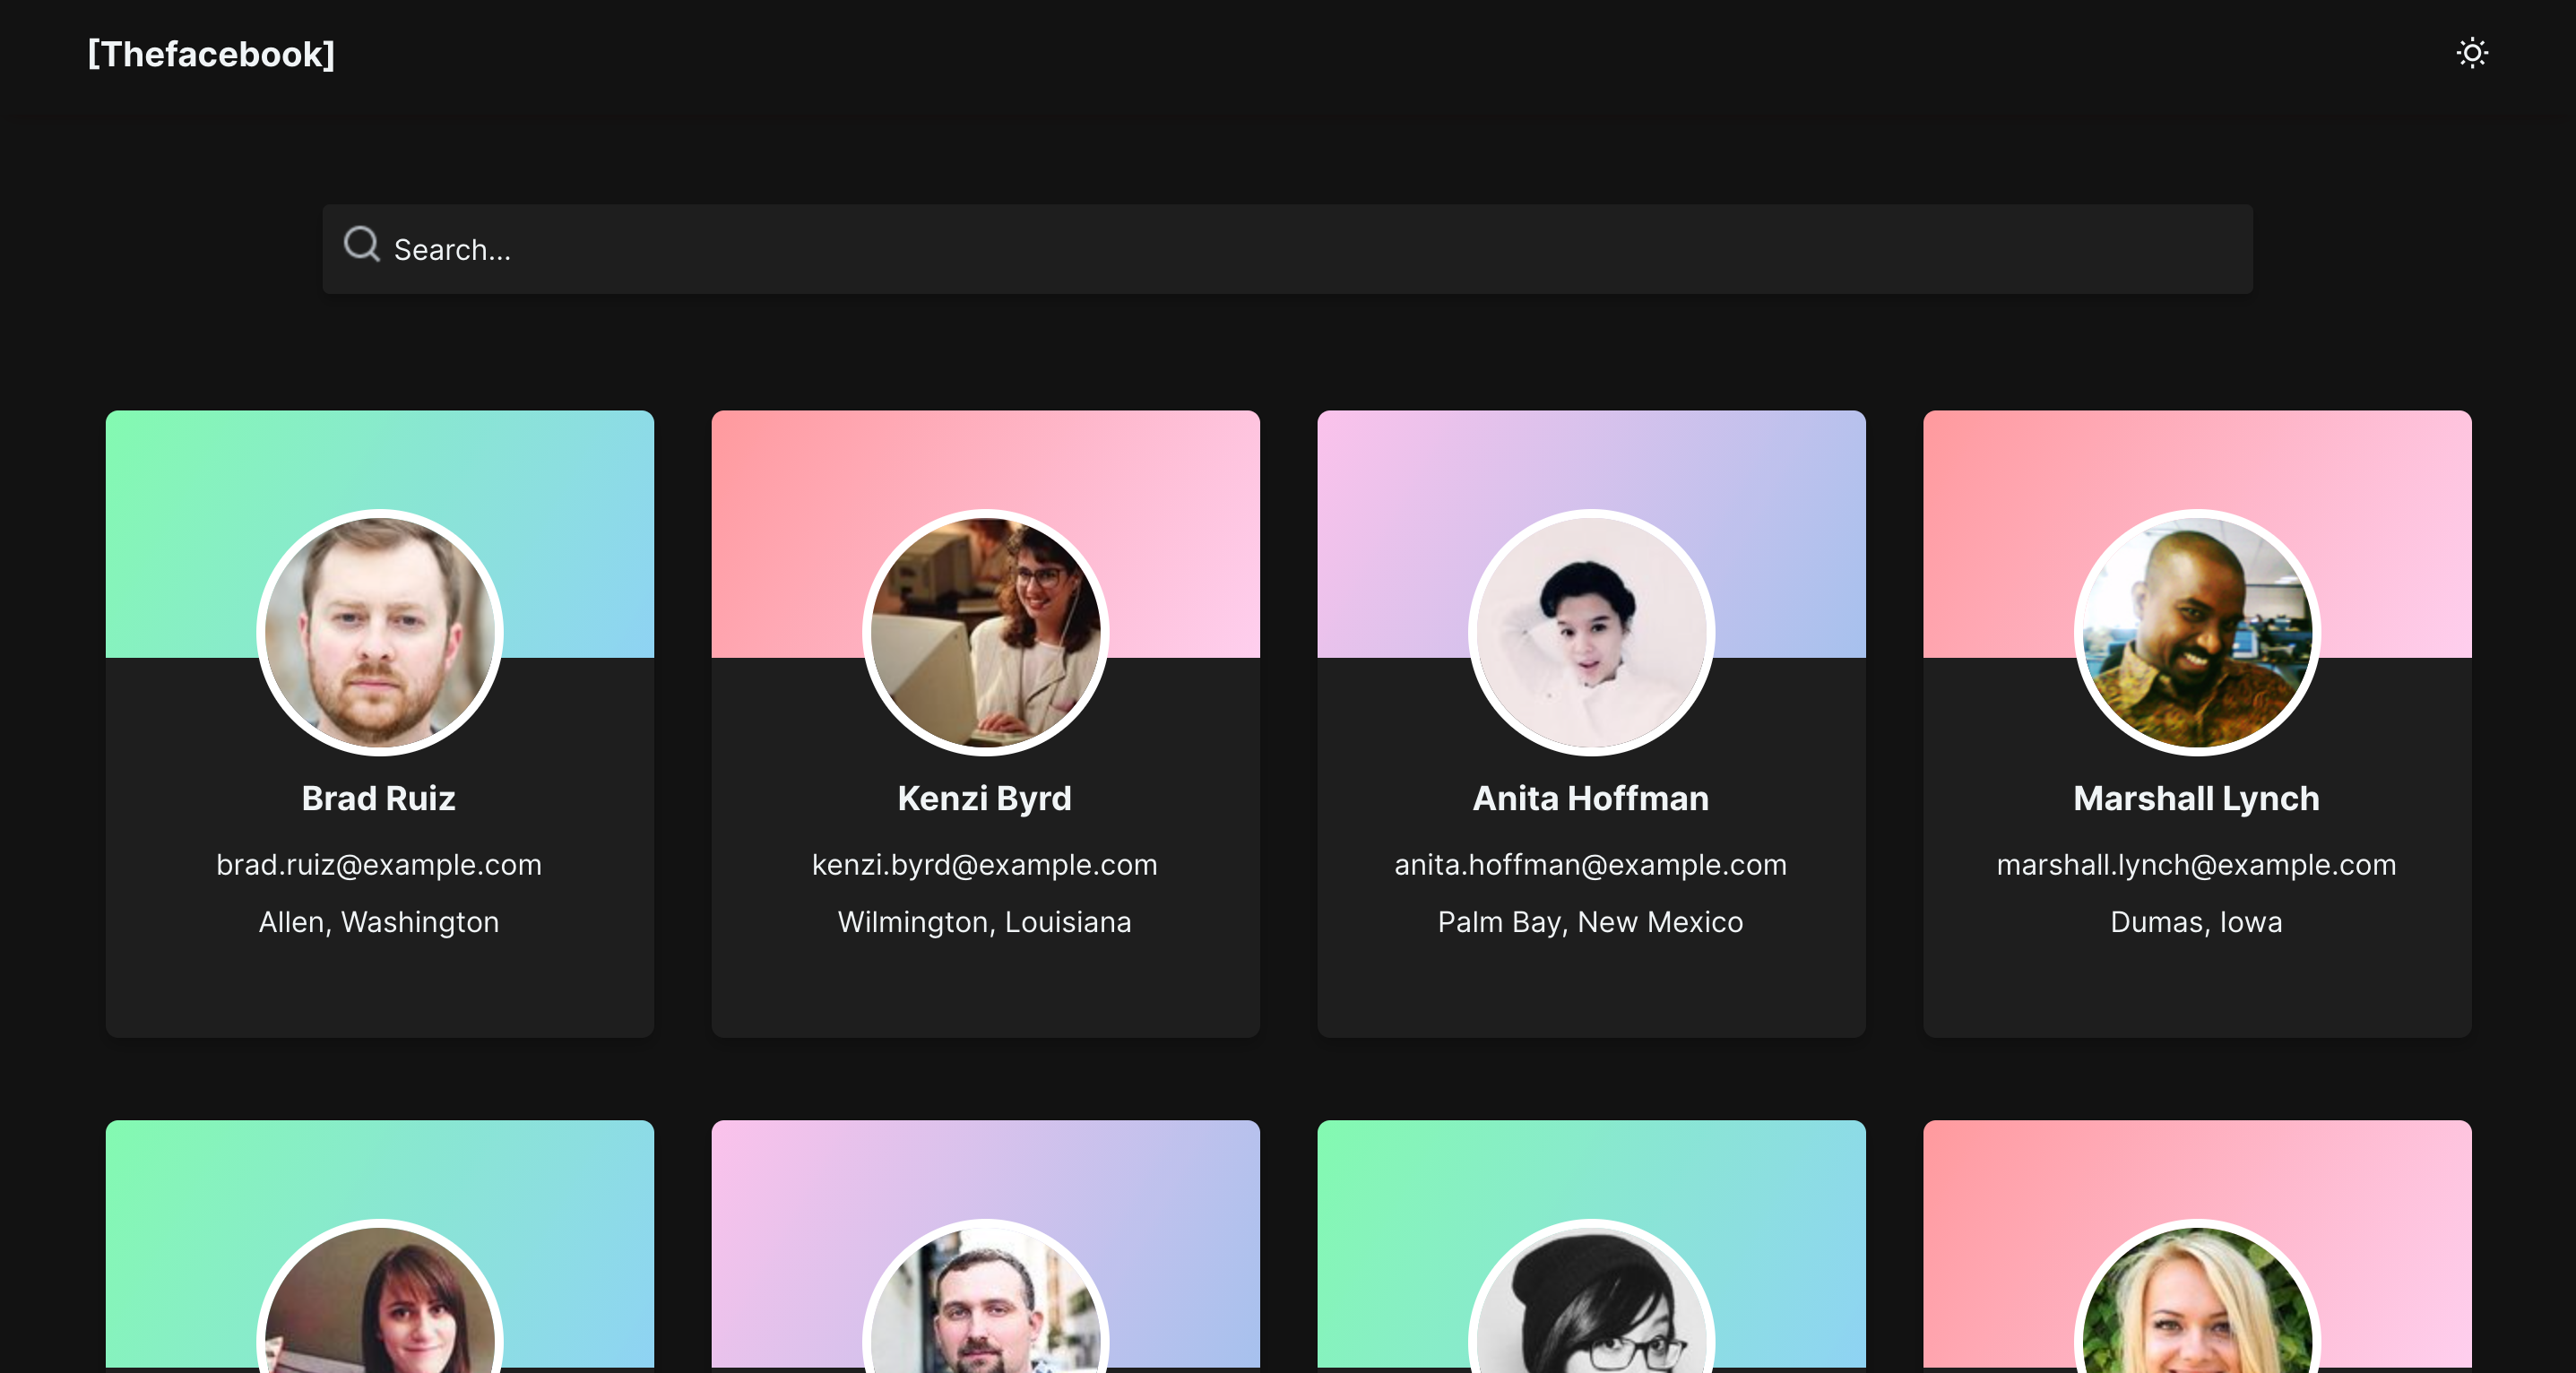 [Thefacebook]
Search...
Brad Ruiz
brad.ruiz@example.com
Allen, Washington
Kenzi Byrd
kenzi.byrd@example.com
Wilmington, Louisiana
Anita Hoffman
anita.hoffman@example.com
Palm Bay, New Mexico
Marshall Lynch
marshall.lynch@example.com
Dumas, Iowa